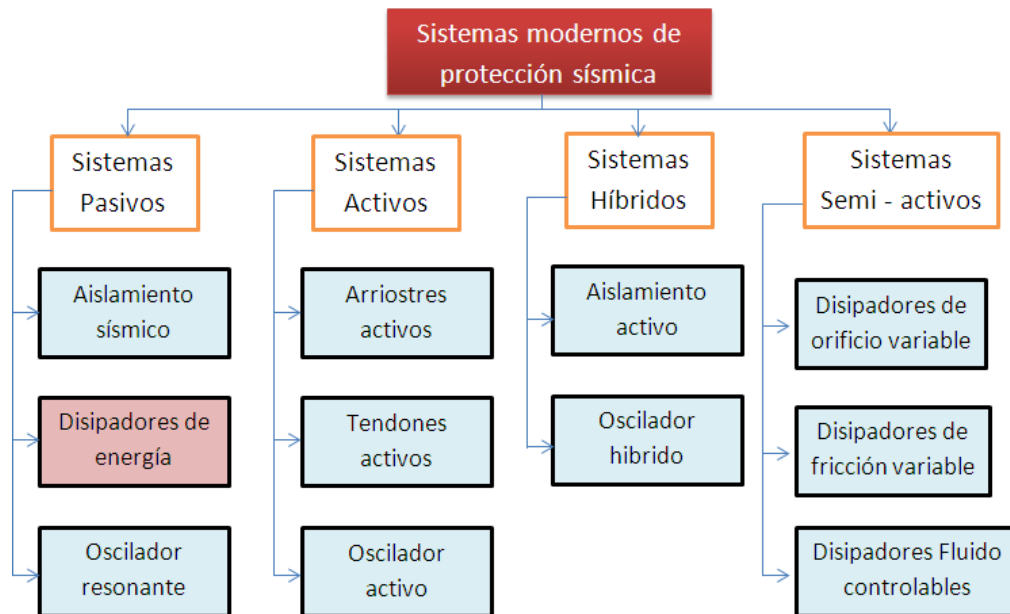 Sistemas modernos de
protección sísmica
Sistemas
Pasivos
Sistemas
Activos
Sistemas
Híbridos
Sistemas
Semi - activos
Aislamiento
sísmico
Disipadores de
energía
Oscilador
resonante
Arriostres
activos
Tendones
activos
Oscilador
activo
Aislamiento
activo
Oscilador
hibrido
Disipadores de
orificio variable
Disipadores de
fricción variable
Disipadores Fluido
controlables